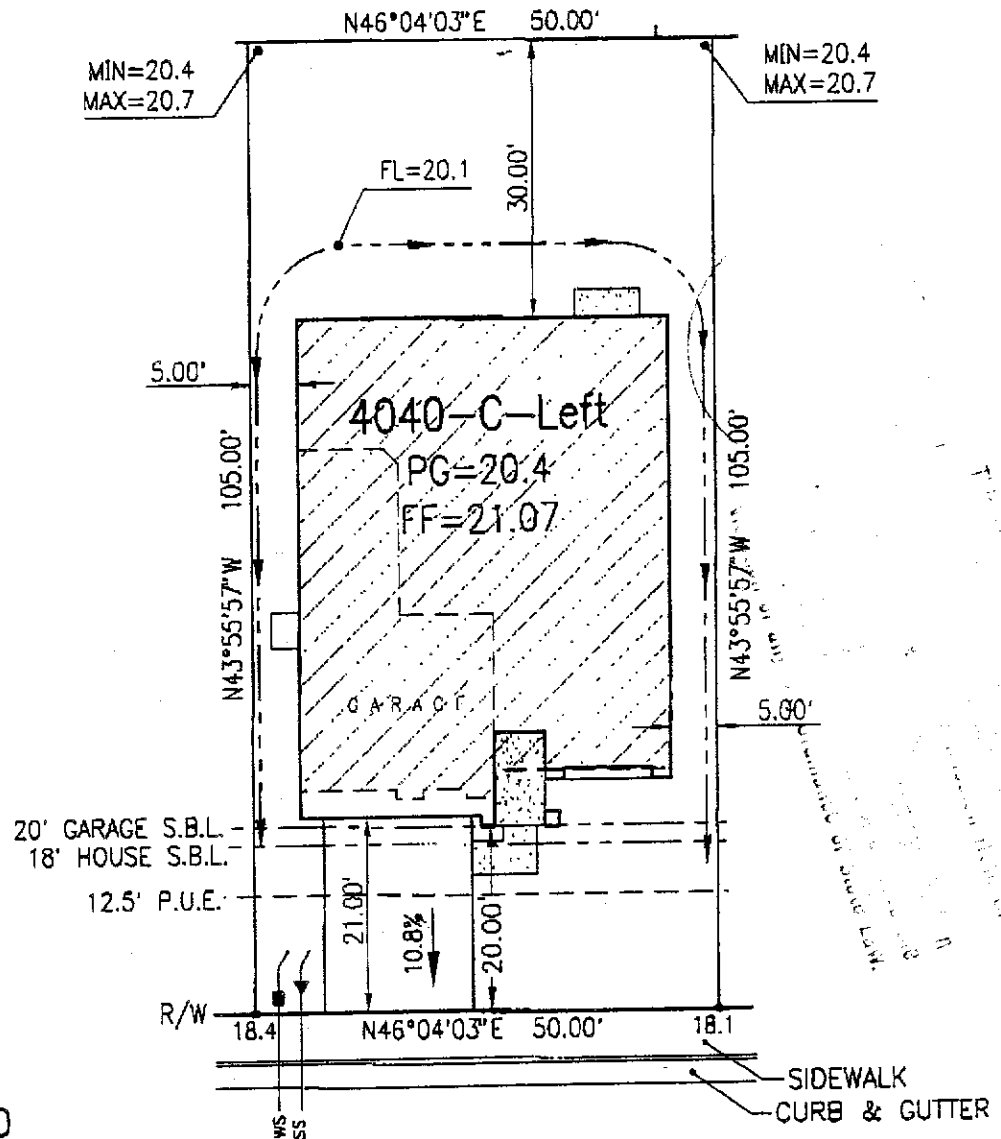 N46°04'03"E 50.00'
MIN=20.4
MAX=20.7
MIN=20.4
MAX=20.7
FL=20.1
30.00'
5.00'
4040-C-Left
PG=20.4
FF=21.07
105.00'
N43°55'57"W
105.00'
N43°55'57"W
GARAGE
5.00'
20' GARAGE S.B.L.
18' HOUSE S.B.L.
12.5' P.U.E.
21.00'
10.8%
20.00'
R/W
18.4
N46°04'03"E 50.00'
18.1
SIDEWALK
CURB & GUTTER
WS
SS
State Law.